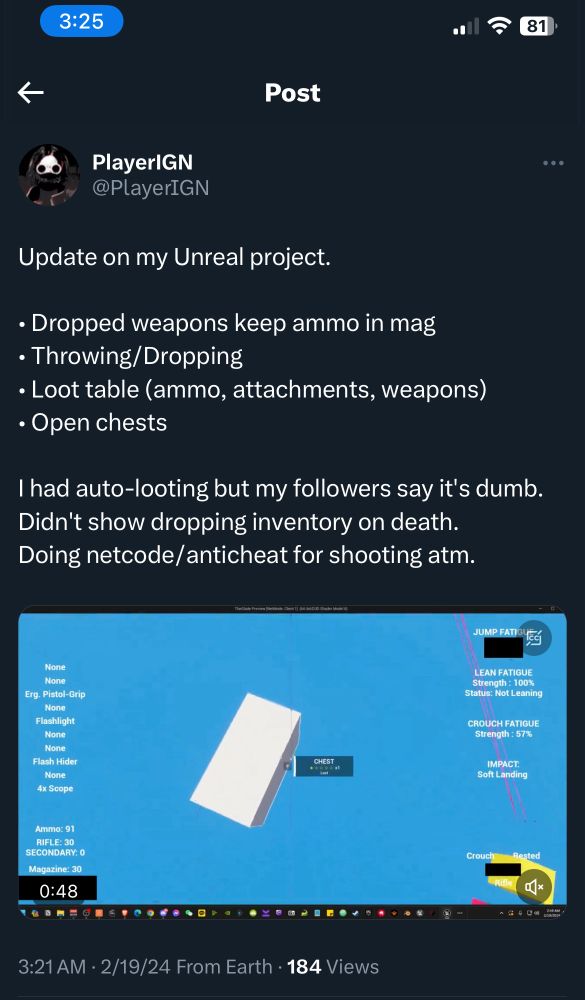 3:25
81
Post
PlayerIGN
@PlayerIGN
Update on my Unreal project.
• Dropped weapons keep ammo in mag
• Throwing/Dropping
• Loot table (ammo, attachments, weapons)
• Open chests
I had auto-looting but my followers say it's dumb.
Didn't show dropping inventory on death.
Doing netcode/anticheat for shooting atm.
None
None
Erg. Pistol-Grip
None
Flashlight
None
None
Flash Hider
None
4x Scope
Ammo: 91
RIFLE: 30
SECONDARY: 0
Magazine: 30
0:48
CHEST
x1
Loot
JUMP FATIGUE
LEAN FATIGUE
Strength : 100%
Status: Not Leaning
CROUCH FATIGUE
Strength : 57%
IMPACT:
Soft Landing
Crouch
Rested
Rifle
3:21 AM · 2/19/24 From Earth · 184 Views